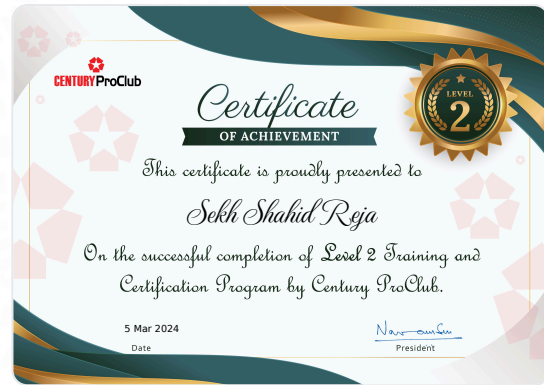 CENTURY ProClub
Certificate
OF ACHIEVEMENT
LEVEL
2
This certificate is proudly presented to
Sekh Shahid Reja
On the successful completion of Level 2 Training and
Certification Program by Century ProClub.
5 Mar 2024
Date
President